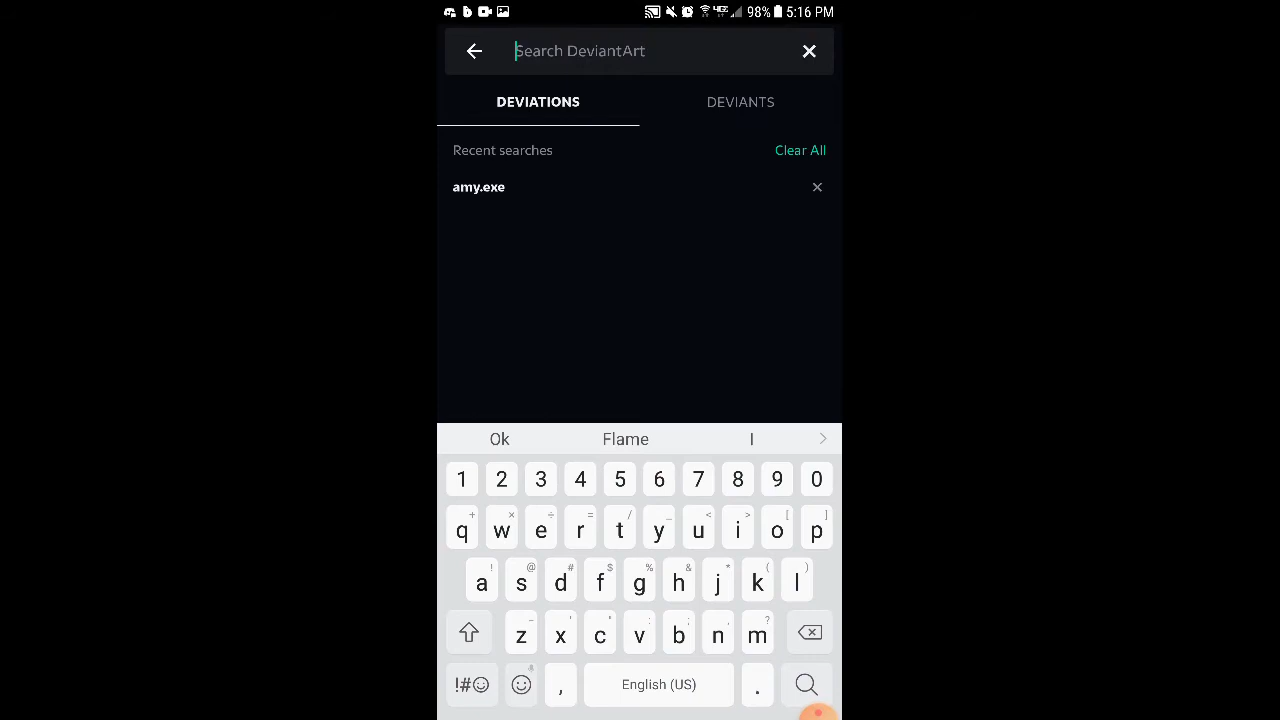 98% 5:16 PM
Search DeviantArt
DEVIATIONS DEVIANTS
Recent searches Clear All
amy.exe
Ok Flame I
1 2 3 4 5 6 7 8 9 0
+ × ÷ = / _ < > [ ]
q w e r t y u i o p
! @ # $ % & - * ( )
a s d f g h j k l
- ' " : ; , ?
z x c v b n m
!#☺ , English (US) .